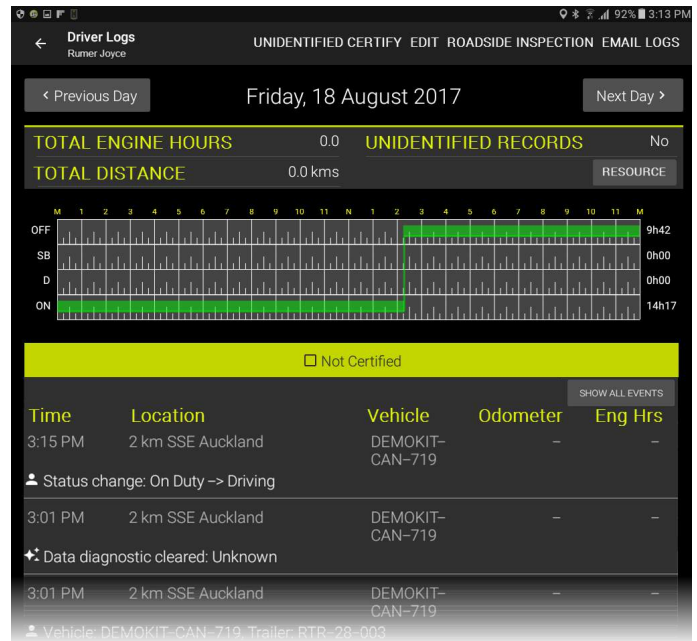 92% 3:13 PM
Driver Logs
Rumer Joyce
UNIDENTIFIED CERTIFY EDIT ROADSIDE INSPECTION EMAIL LOGS
< Previous Day Friday, 18 August 2017 Next Day >
TOTAL ENGINE HOURS 0.0 UNIDENTIFIED RECORDS No
TOTAL DISTANCE 0.0 kms RESOURCE
M 1 2 3 4 5 6 7 8 9 10 11 N 1 2 3 4 5 6 7 8 9 10 11 M
OFF 9h42
SB 0h00
D 0h00
ON 14h17
Not Certified
SHOW ALL EVENTS
Time Location Vehicle Odometer Eng Hrs
3:15 PM 2 km SSE Auckland DEMOKIT-CAN-719 – –
Status change: On Duty –> Driving
3:01 PM 2 km SSE Auckland DEMOKIT-CAN-719 – –
Data diagnostic cleared: Unknown
3:01 PM 2 km SSE Auckland DEMOKIT-CAN-719 – –
Vehicle: DEMOKIT-CAN-719, Trailer: RTR-28-003